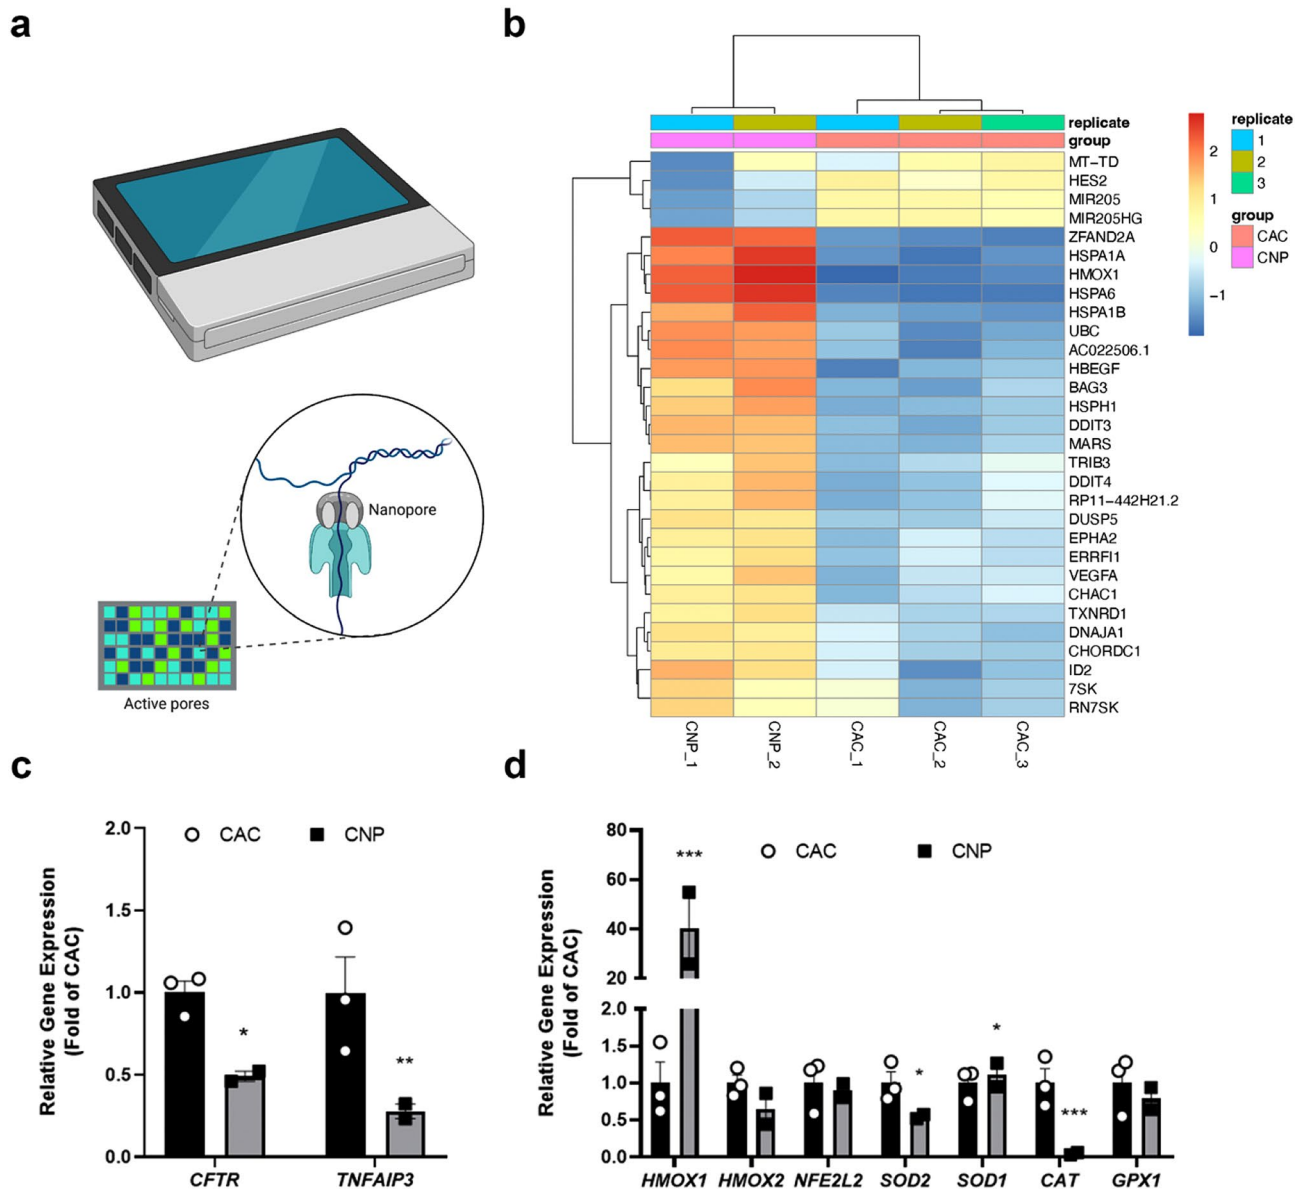 a
Nanopore
Active pores
b
replicate
group
MT−TD
HES2
MIR205
MIR205HG
ZFAND2A
HSPA1A
HMOX1
HSPA6
HSPA1B
UBC
AC022506.1
HBEGF
BAG3
HSPH1
DDIT3
MARS
TRIB3
DDIT4
RP11−442H21.2
DUSP5
EPHA2
ERRFI1
VEGFA
CHAC1
TXNRD1
DNAJA1
CHORDC1
ID2
7SK
RN7SK
CNP_1
CNP_2
CAC_1
CAC_2
CAC_3
2
1
0
−1
replicate
1
2
3
group
CAC
CNP
c
Relative Gene Expression
(Fold of CAC)
2.0
1.5
1.0
0.5
0.0
CAC
CNP
*
**
CFTR
TNFAIP3
d
Relative Gene Expression
(Fold of CAC)
80
60
40
20
2.0
1.5
1.0
0.5
0.0
CAC
CNP
***
*
*
***
HMOX1
HMOX2
NFE2L2
SOD2
SOD1
CAT
GPX1